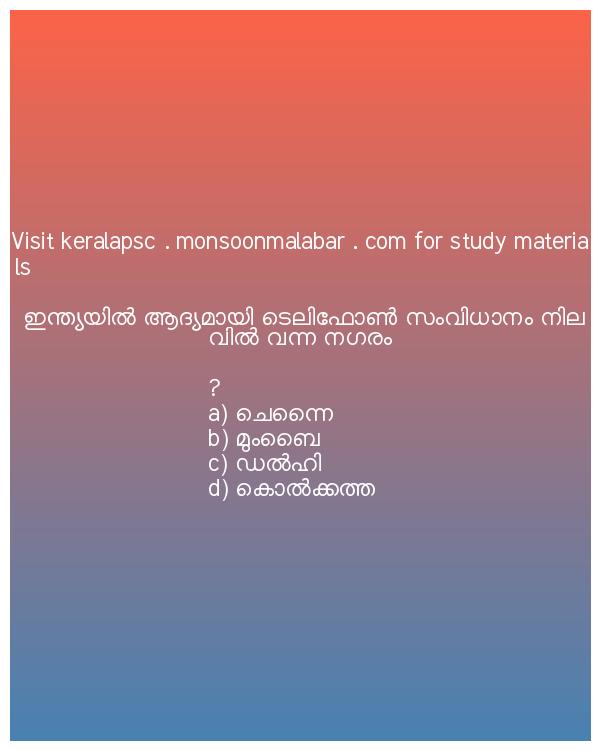 Visit keralapsc . monsoonmalabar . com for study materia
ls
ഇന്ത്യയിൽ ആദ്യമായി ടെലിഫോൺ സംവിധാനം നില
വിൽ വന്ന നഗരം
?
a) ചെന്നൈ
b) മുംബൈ
c) ഡൽഹി
d) കൊൽക്കത്ത